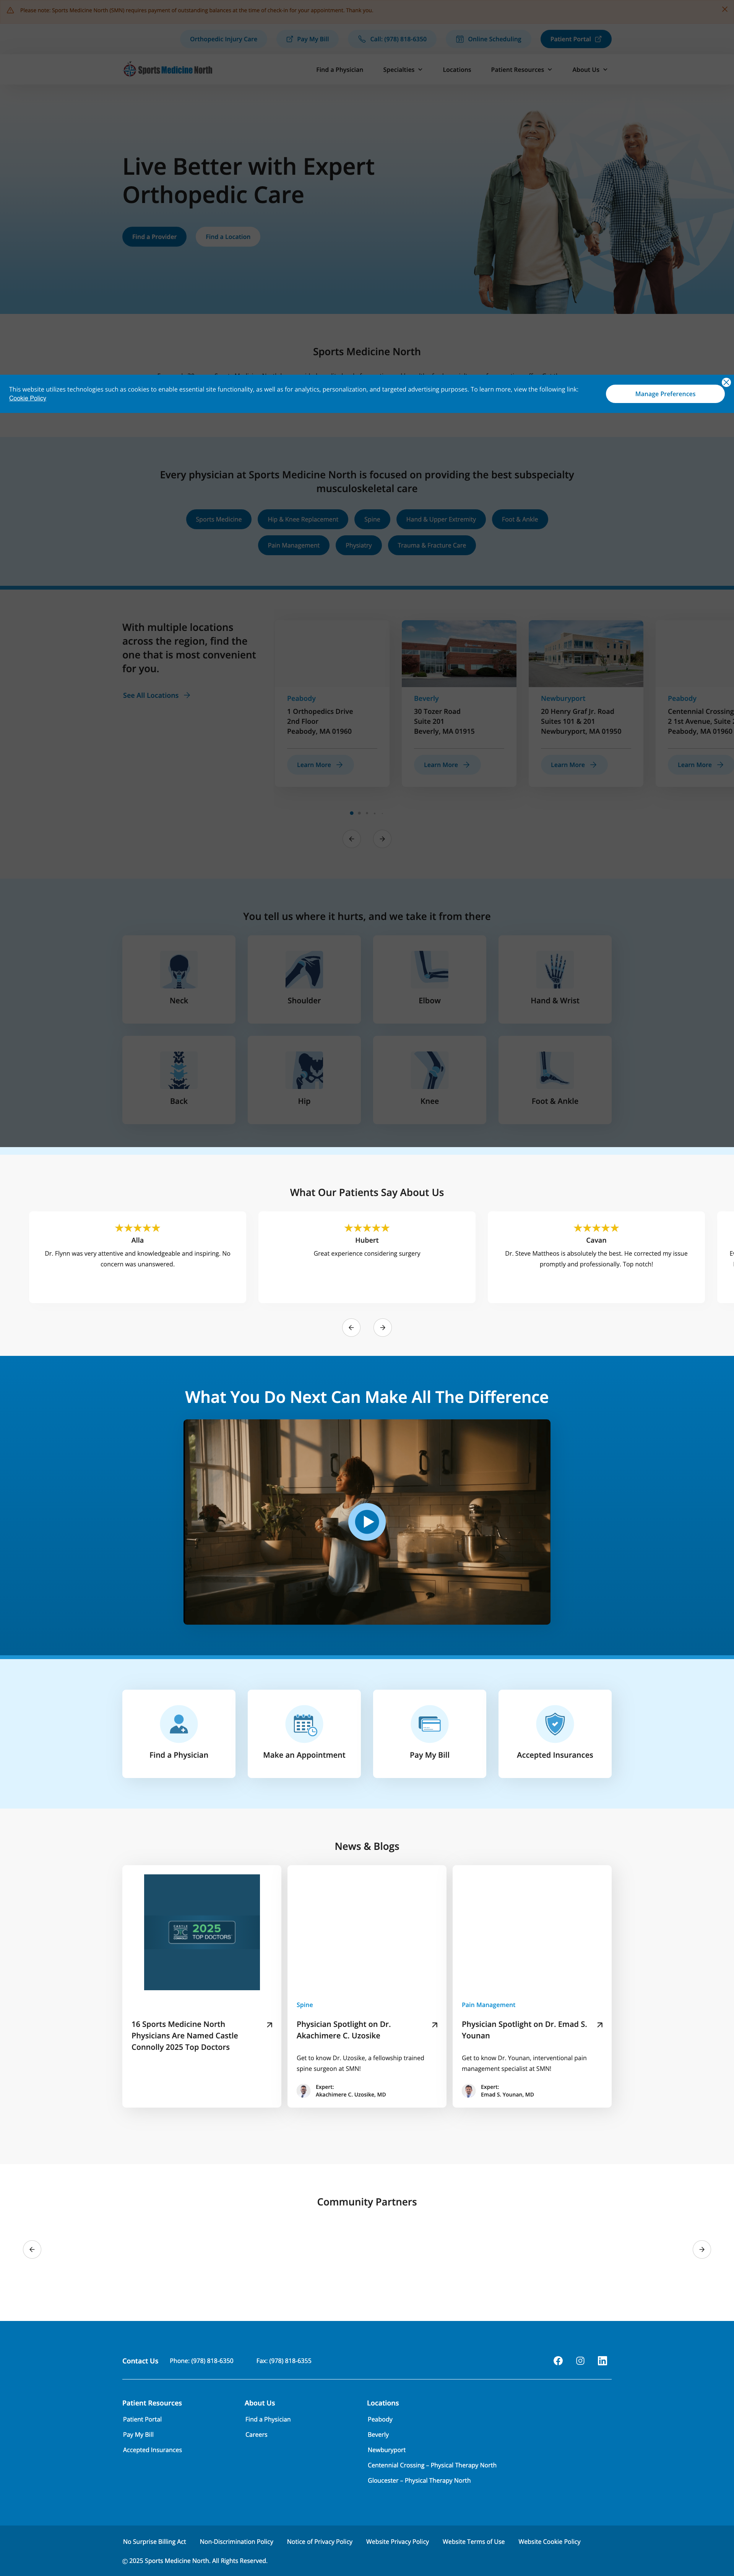 Please note: Sports Medicine North (SMN) requires payment of outstanding balances at the time of check-in for your appointment. Thank you.
Orthopedic Injury Care
Pay My Bill
Call: (978) 818-6350
Online Scheduling
Patient Portal
Sports Medicine North
Find a Physician
Specialties
Locations
Patient Resources
About Us
Live Better with Expert
Orthopedic Care
Find a Provider
Find a Location
Sports Medicine North
This website utilizes technologies such as cookies to enable essential site functionality, as well as for analytics, personalization, and targeted advertising purposes. To learn more, view the following link:
Cookie Policy
Manage Preferences
Every physician at Sports Medicine North is focused on providing the best subspecialty
musculoskeletal care
Sports Medicine
Hip & Knee Replacement
Spine
Hand & Upper Extremity
Foot & Ankle
Pain Management
Physiatry
Trauma & Fracture Care
With multiple locations
across the region, find the
one that is most convenient
for you.
See All Locations
Peabody
1 Orthopedics Drive
2nd Floor
Peabody, MA 01960
Learn More
Beverly
30 Tozer Road
Suite 201
Beverly, MA 01915
Learn More
Newburyport
20 Henry Graf Jr. Road
Suites 101 & 201
Newburyport, MA 01950
Learn More
Peabody
Centennial Crossing
2 1st Avenue, Suite
Peabody, MA 01960
Learn More
You tell us where it hurts, and we take it from there
Neck
Shoulder
Elbow
Hand & Wrist
Back
Hip
Knee
Foot & Ankle
What Our Patients Say About Us
Alla
Dr. Flynn was very attentive and knowledgeable and inspiring. No
concern was unanswered.
Hubert
Great experience considering surgery
Cavan
Dr. Steve Mattheos is absolutely the best. He corrected my issue
promptly and professionally. Top notch!
What You Do Next Can Make All The Difference
Find a Physician
Make an Appointment
Pay My Bill
Accepted Insurances
News & Blogs
CASTLE CONNOLLY
2025
TOP DOCTORS
16 Sports Medicine North
Physicians Are Named Castle
Connolly 2025 Top Doctors
Spine
Physician Spotlight on Dr.
Akachimere C. Uzosike
Get to know Dr. Uzosike, a fellowship trained
spine surgeon at SMN!
Expert:
Akachimere C. Uzosike, MD
Pain Management
Physician Spotlight on Dr. Emad S.
Younan
Get to know Dr. Younan, interventional pain
management specialist at SMN!
Expert:
Emad S. Younan, MD
Community Partners
Contact Us
Phone: (978) 818-6350
Fax: (978) 818-6355
Patient Resources
Patient Portal
Pay My Bill
Accepted Insurances
About Us
Find a Physician
Careers
Locations
Peabody
Beverly
Newburyport
Centennial Crossing – Physical Therapy North
Gloucester – Physical Therapy North
No Surprise Billing Act
Non-Discrimination Policy
Notice of Privacy Policy
Website Privacy Policy
Website Terms of Use
Website Cookie Policy
© 2025 Sports Medicine North. All Rights Reserved.